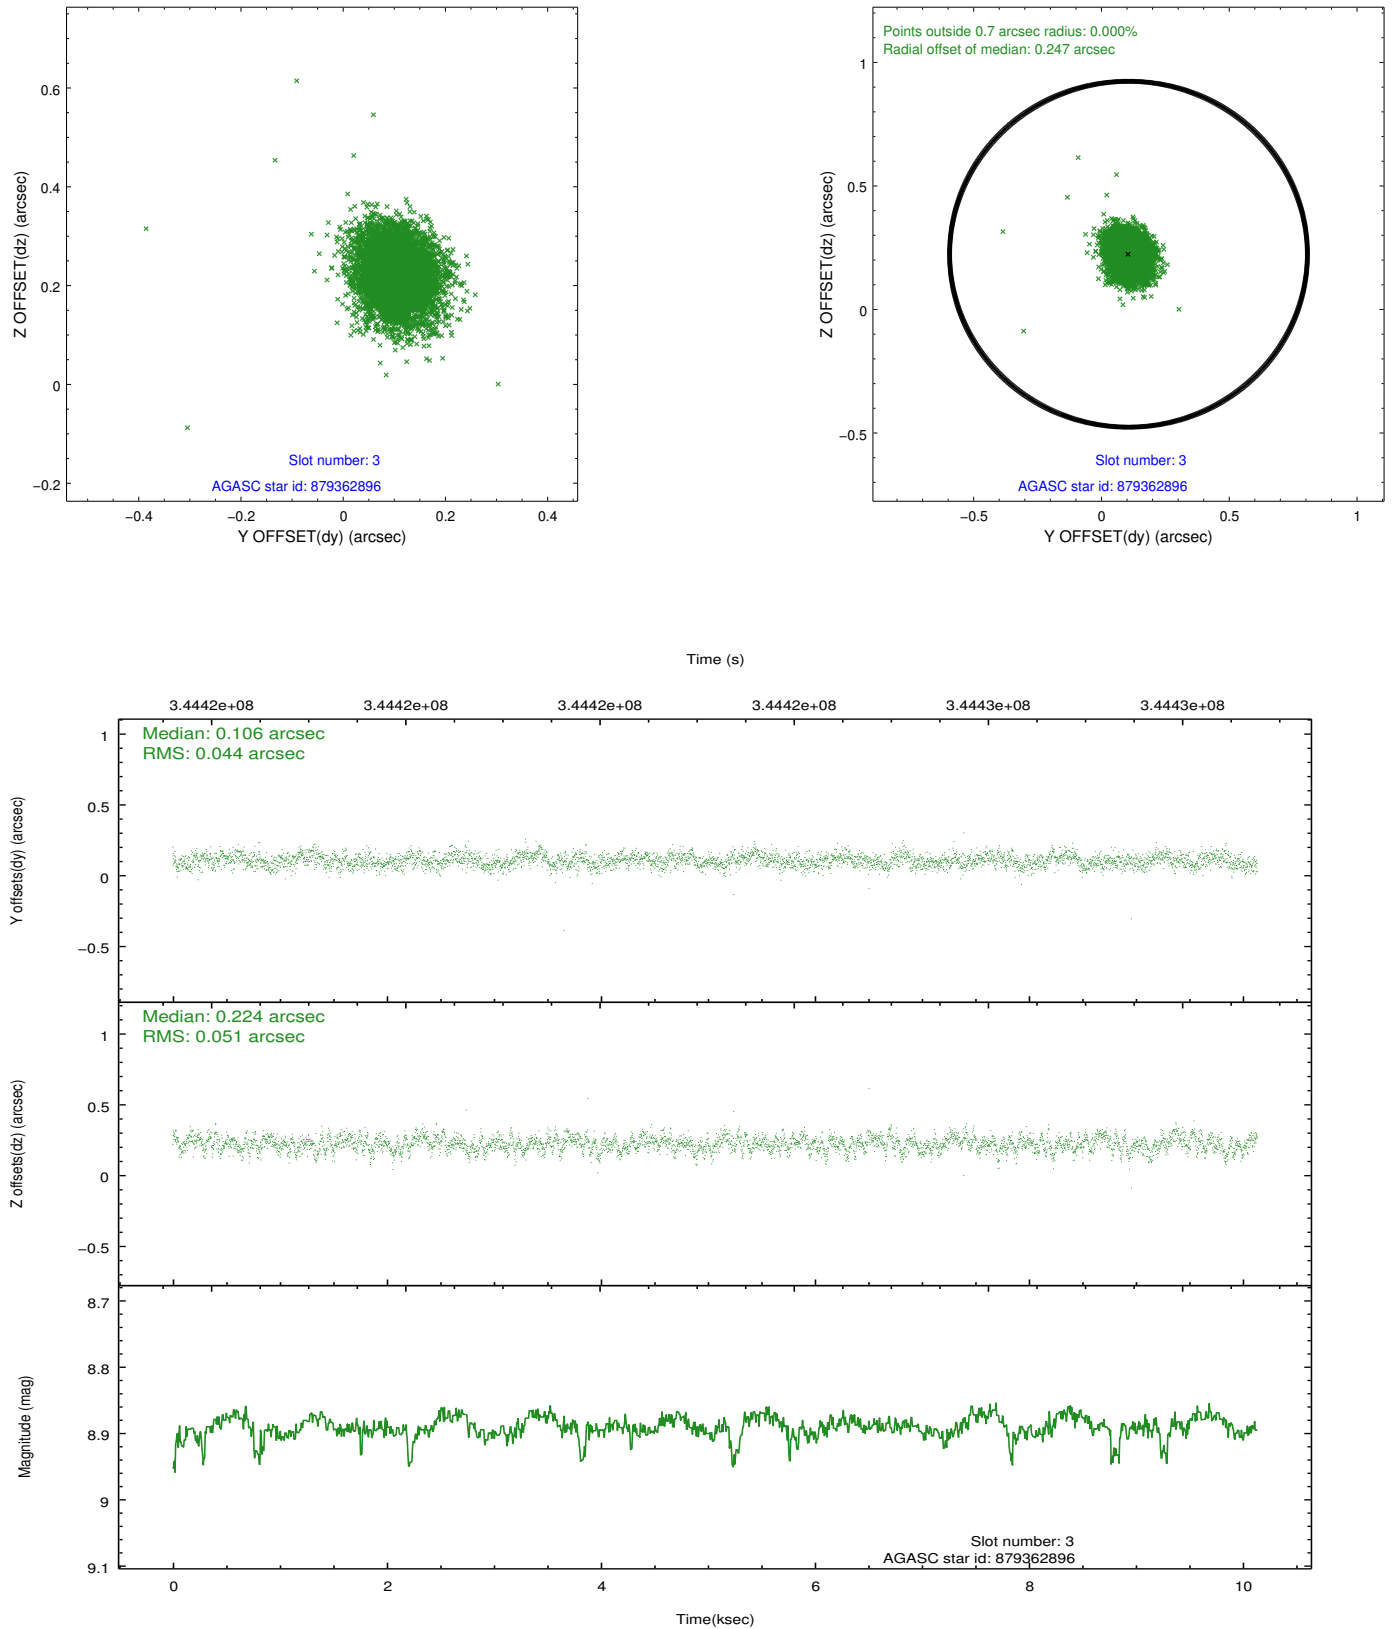 Points outside 0.7 arcsec radius: 0.000%
Radial offset of median: 0.247 arcsec
0.6
0.4
0.2
0
−0.2
Z OFFSET(dz) (arcsec)
Slot number: 3
AGASC star id: 879362896
−0.4 −0.2 0 0.2 0.4
Y OFFSET(dy) (arcsec)
1
0.5
0
−0.5
Z OFFSET(dz) (arcsec)
Slot number: 3
AGASC star id: 879362896
−0.5 0 0.5 1
Y OFFSET(dy) (arcsec)
Time (s)
3.4442e+08 3.4442e+08 3.4442e+08 3.4442e+08 3.4443e+08 3.4443e+08
Median: 0.106 arcsec
RMS: 0.044 arcsec
1
0.5
0
−0.5
Y offsets(dy) (arcsec)
Median: 0.224 arcsec
RMS: 0.051 arcsec
1
0.5
0
−0.5
Z offsets(dz) (arcsec)
8.7
8.8
8.9
9
9.1
Magnitude (mag)
Slot number: 3
AGASC star id: 879362896
0 2 4 6 8 10
Time(ksec)